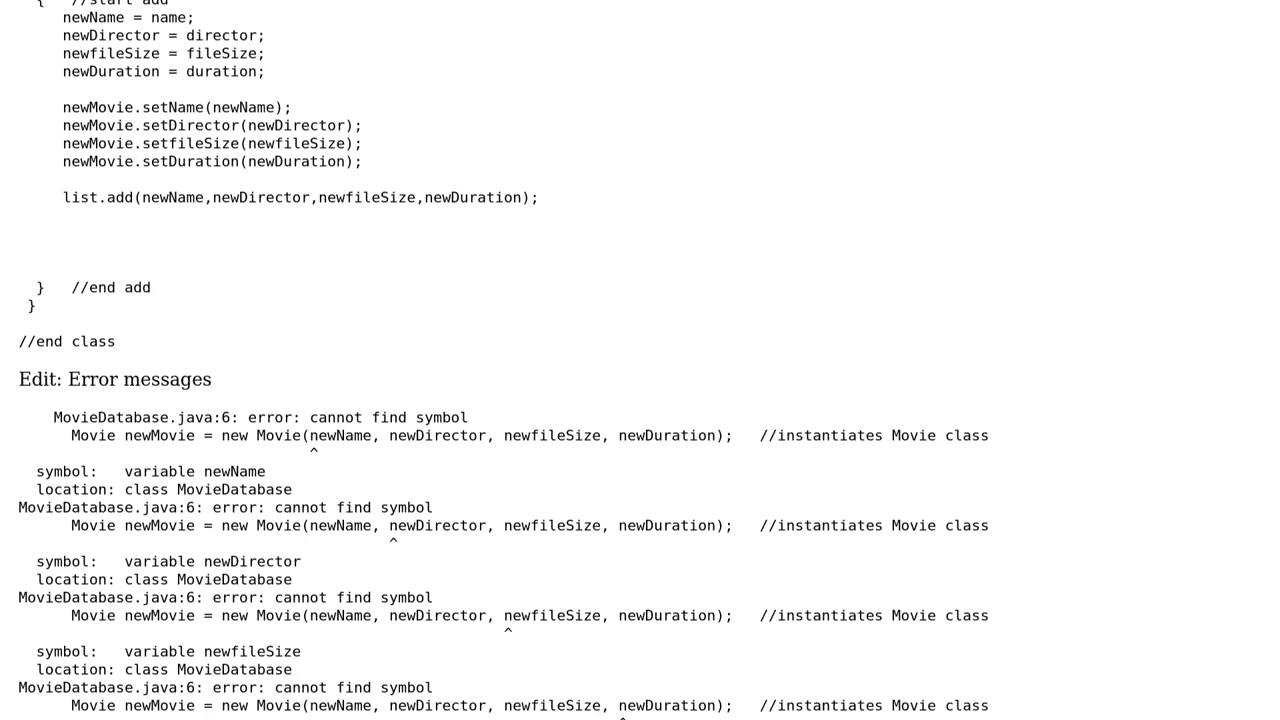 {   //start add
     newName = name;
     newDirector = director;
     newfileSize = fileSize;
     newDuration = duration;

     newMovie.setName(newName);
     newMovie.setDirector(newDirector);
     newMovie.setfileSize(newfileSize);
     newMovie.setDuration(newDuration);

     list.add(newName,newDirector,newfileSize,newDuration);

  }   //end add
 }

//end class
Edit: Error messages
    MovieDatabase.java:6: error: cannot find symbol
      Movie newMovie = new Movie(newName, newDirector, newfileSize, newDuration);   //instantiates Movie class
                                 ^
  symbol:   variable newName
  location: class MovieDatabase
MovieDatabase.java:6: error: cannot find symbol
      Movie newMovie = new Movie(newName, newDirector, newfileSize, newDuration);   //instantiates Movie class
                                          ^
  symbol:   variable newDirector
  location: class MovieDatabase
MovieDatabase.java:6: error: cannot find symbol
      Movie newMovie = new Movie(newName, newDirector, newfileSize, newDuration);   //instantiates Movie class
                                                       ^
  symbol:   variable newfileSize
  location: class MovieDatabase
MovieDatabase.java:6: error: cannot find symbol
      Movie newMovie = new Movie(newName, newDirector, newfileSize, newDuration);   //instantiates Movie class
                                                                    ^